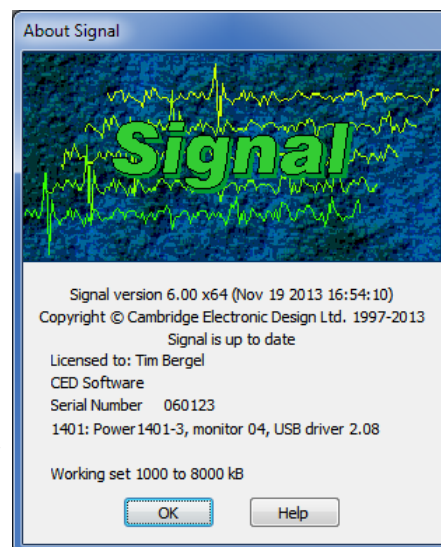 About Signal
Signal
Signal version 6.00 x64 (Nov 19 2013 16:54:10)
Copyright © Cambridge Electronic Design Ltd. 1997-2013
Signal is up to date
Licensed to: Tim Bergel
CED Software
Serial Number 060123
1401: Power1401-3, monitor 04, USB driver 2.08
Working set 1000 to 8000 kB
OK Help